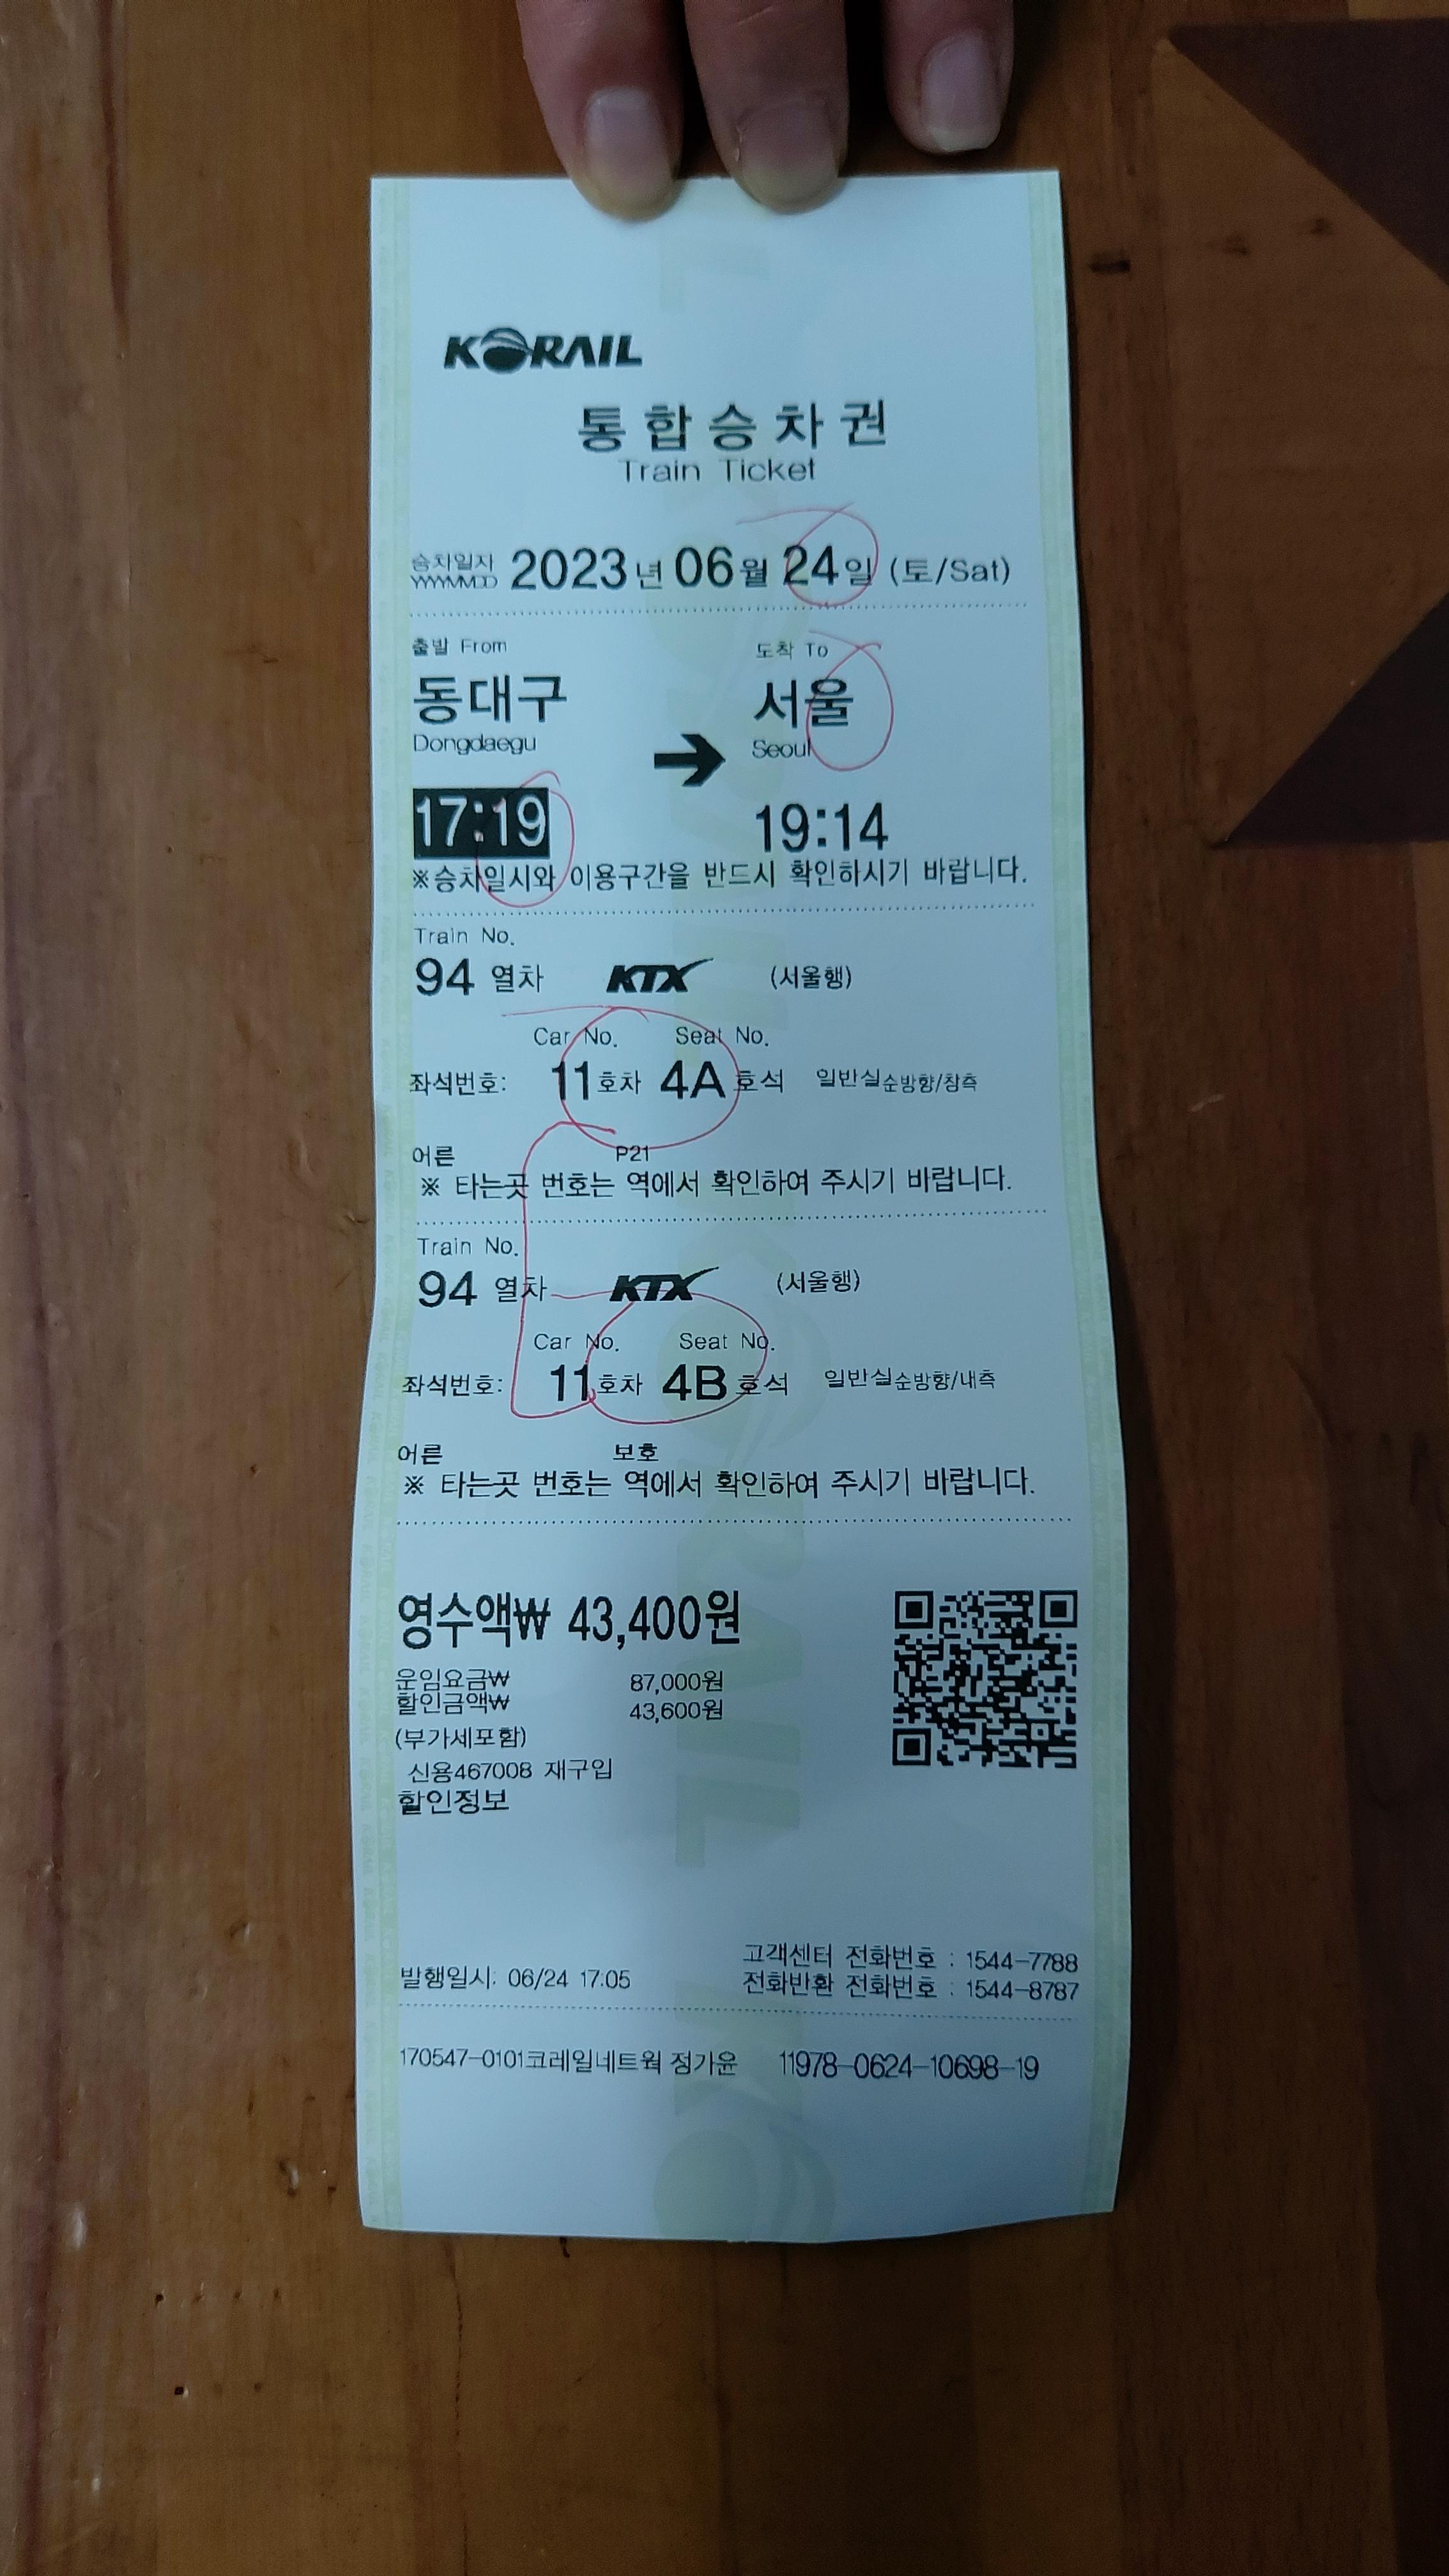 KORAIL
통합승차권
Train Ticket
승차일자 YYYYMMDD 2023년 06월 24일 (토/Sat)
출발 From 도착 To
동대구 서울
Dongdaegu → Seoul
17:19 19:14
※승차일시와 이용구간을 반드시 확인하시기 바랍니다.
Train No.
94 열차 KTX (서울행)
Car No. Seat No.
좌석번호: 11호차 4A호석 일반실순방향/창측
어른 P21
※ 타는곳 번호는 역에서 확인하여 주시기 바랍니다.
Train No.
94 열차 KTX (서울행)
Car No. Seat No.
좌석번호: 11호차 4B호석 일반실순방향/내측
어른 보호
※ 타는곳 번호는 역에서 확인하여 주시기 바랍니다.
영수액₩ 43,400원
운임요금₩ 87,000원
할인금액₩ 43,600원
(부가세포함)
신용467008 재구입
할인정보
고객센터 전화번호 : 1544-7788
발행일시: 06/24 17:05 전화반환 전화번호 : 1544-8787
170547-0101코레일네트웍 정가윤 11978-0624-10698-19